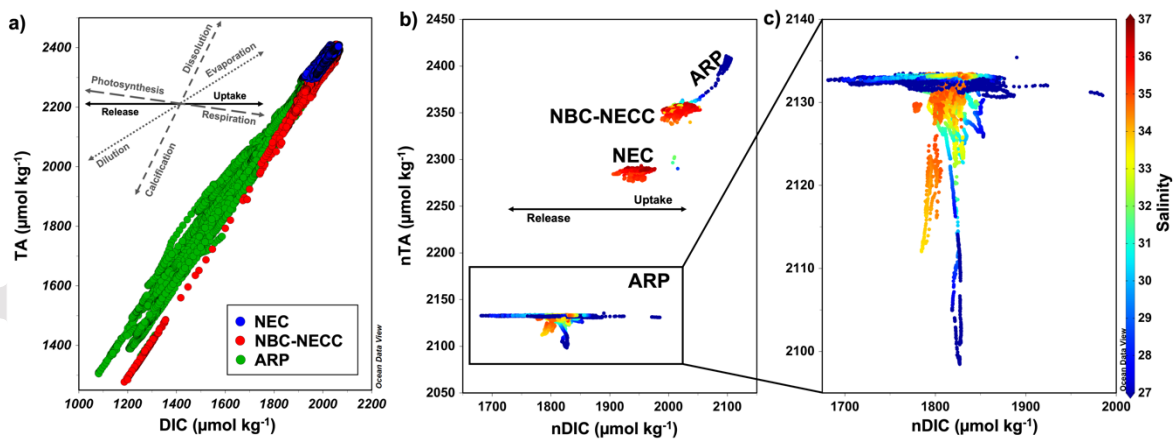 a)
TA (µmol kg⁻¹)
2400
2200
2000
1800
1600
1400
Dissolution
Evaporation
Photosynthesis
Uptake
Release
Respiration
Dilution
Calcification
NEC
NBC-NECC
ARP
Ocean Data View
1000 1200 1400 1600 1800 2000 2200
DIC (µmol kg⁻¹)
b)
nTA (µmol kg⁻¹)
2450
2400
2350
2300
2250
2200
2150
2100
2050
ARP
NBC-NECC
NEC
Uptake
Release
ARP
1700 1800 1900 2000 2100
nDIC (µmol kg⁻¹)
c)
2140
2130
2120
2110
2100
Ocean Data View
1700 1800 1900 2000
nDIC (µmol kg⁻¹)
37
36
35
34
33
32
31
30
29
28
27
Salinity